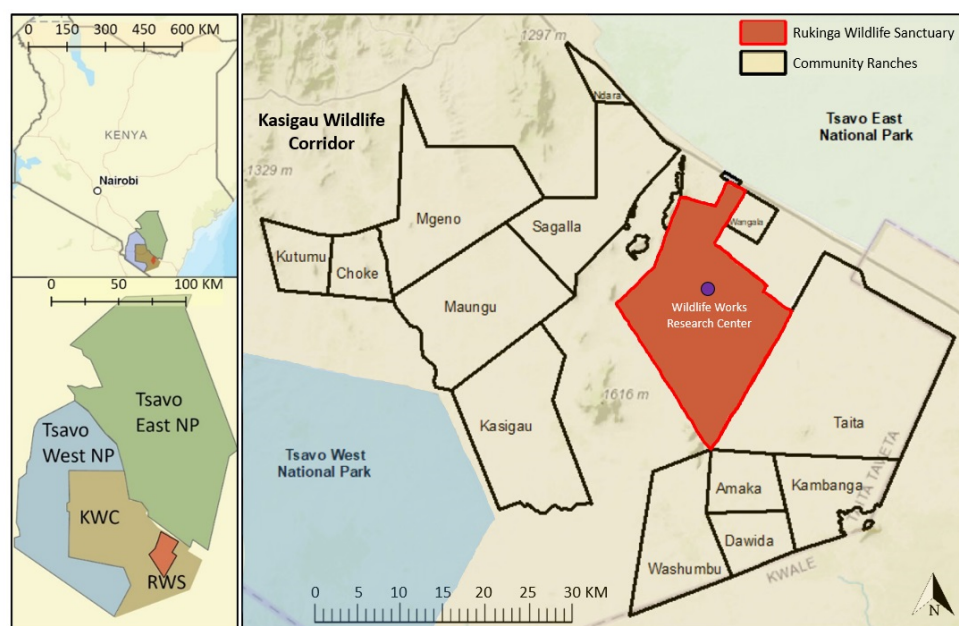 0 150 300 450 600 KM
KENYA
Nairobi
0 50 100 KM
Tsavo
East NP
Tsavo
West NP
KWC
RWS
1297 m
Rukinga Wildlife Sanctuary
Community Ranches
Kasigau Wildlife
Corridor
Tsavo East
National Park
1329 m
Ndara
Mgeno
Sagalla
Wangala
Kutumu
Choke
Maungu
Wildlife Works
Research Center
1616 m
Kasigau
Taita
Tsavo West
National Park
TAITA TAVETA
Amaka
Kambanga
Dawida
Washumbu
KWALE
0 5 10 15 20 25 30 KM
N